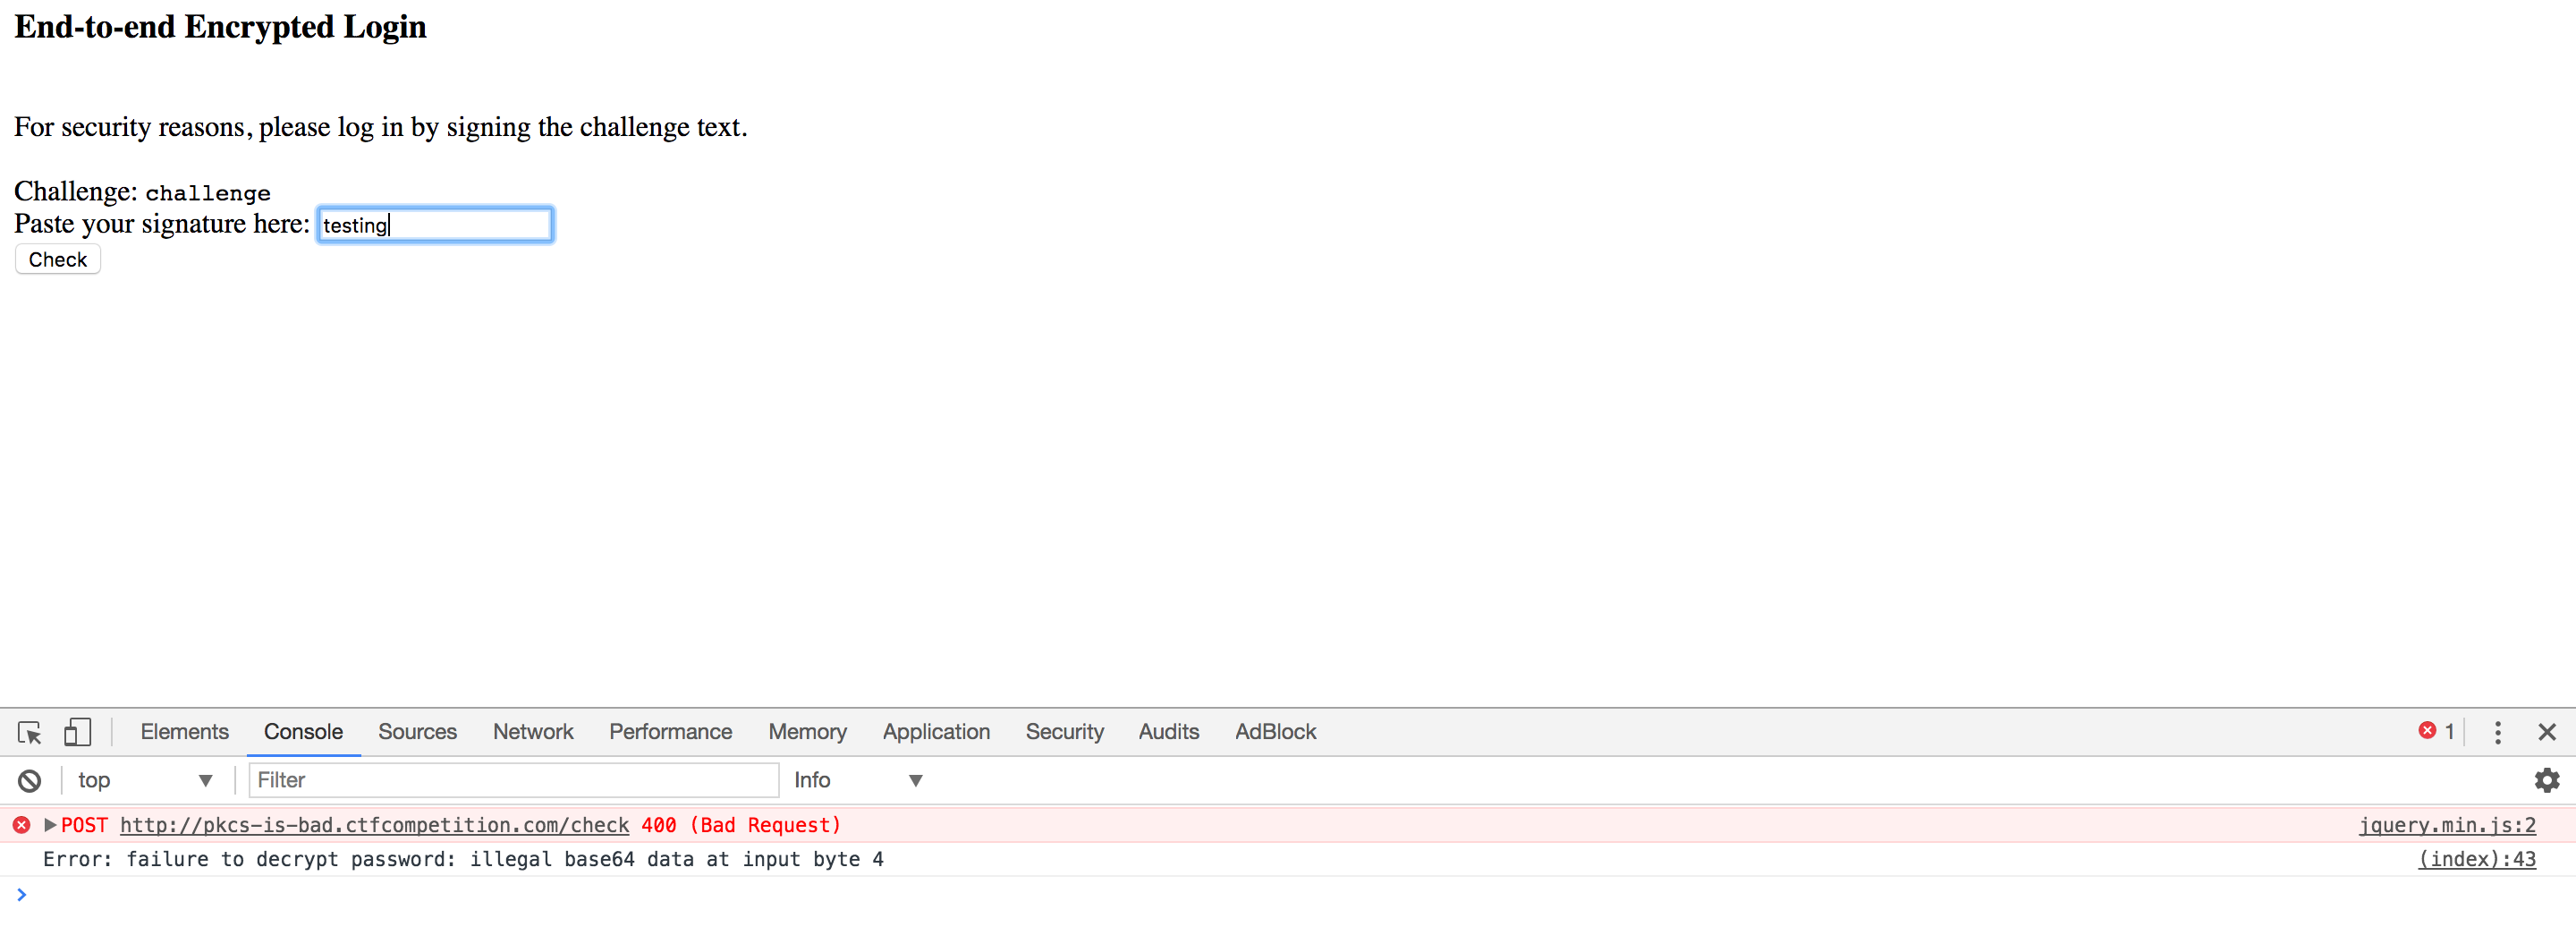 End-to-end Encrypted Login
For security reasons, please log in by signing the challenge text.
Challenge: challenge
Paste your signature here: testing
Check
Elements Console Sources Network Performance Memory Application Security Audits AdBlock 1
top Filter Info
POST http://pkcs-is-bad.ctfcompetition.com/check 400 (Bad Request) jquery.min.js:2
Error: failure to decrypt password: illegal base64 data at input byte 4 (index):43